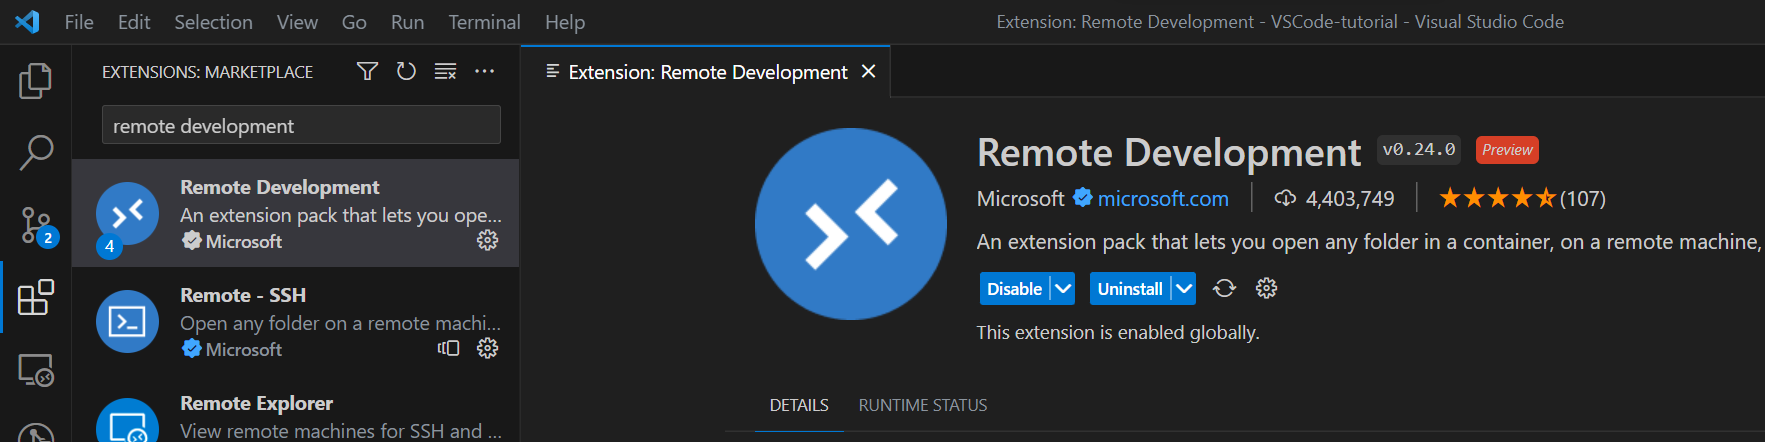 File Edit Selection View Go Run Terminal Help
Extension: Remote Development - VSCode-tutorial - Visual Studio Code
EXTENSIONS: MARKETPLACE
remote development
Remote Development
An extension pack that lets you ope...
Microsoft
4
2
Remote - SSH
Open any folder on a remote machi...
Microsoft
Remote Explorer
View remote machines for SSH and ...
Extension: Remote Development
Remote Development v0.24.0 Preview
Microsoft microsoft.com 4,403,749 (107)
An extension pack that lets you open any folder in a container, on a remote machine,
Disable Uninstall
This extension is enabled globally.
DETAILS RUNTIME STATUS